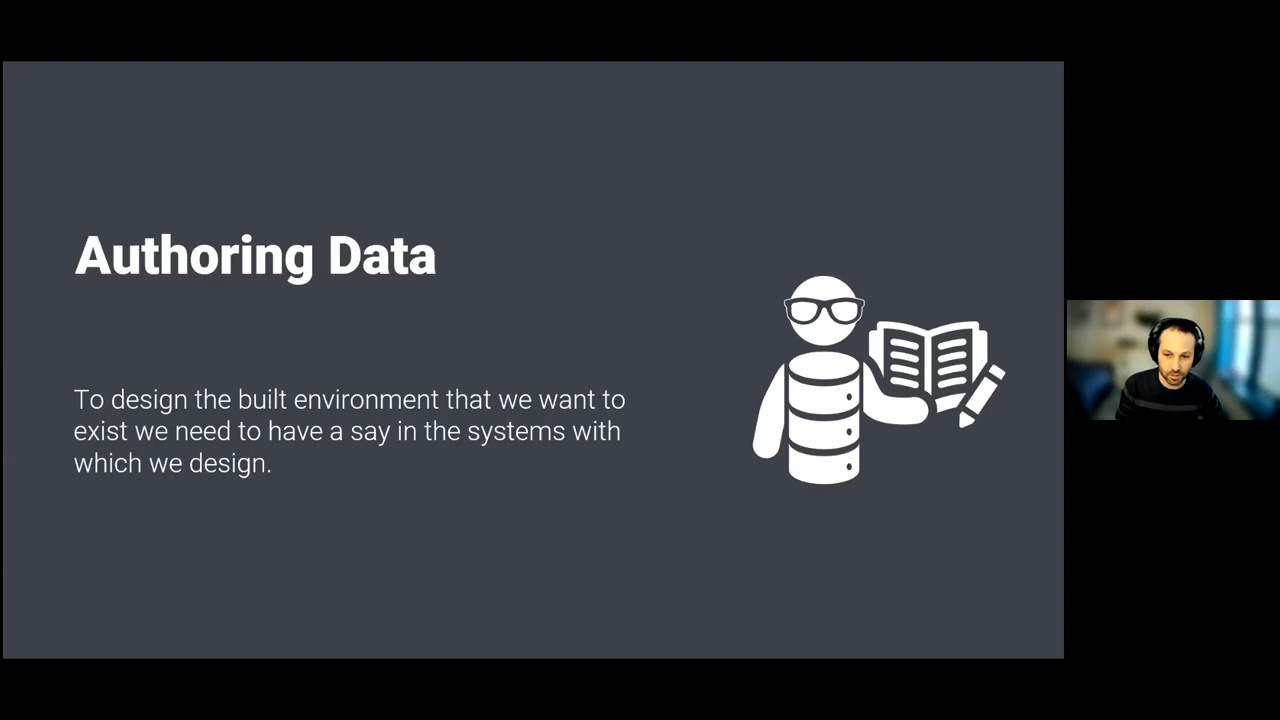 Authoring Data
To design the built environment that we want to
exist we need to have a say in the systems with
which we design.